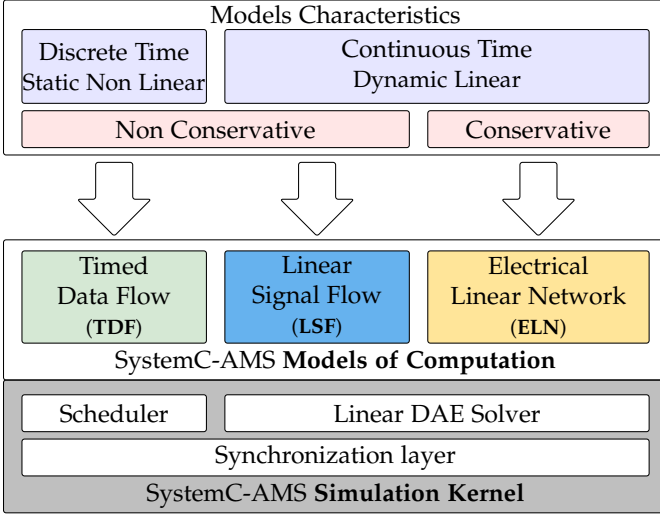 Models Characteristics
Discrete Time
Static Non Linear
Continuous Time
Dynamic Linear
Non Conservative
Conservative
Timed
Data Flow
(TDF)
Linear
Signal Flow
(LSF)
Electrical
Linear Network
(ELN)
SystemC-AMS Models of Computation
Scheduler
Linear DAE Solver
Synchronization layer
SystemC-AMS Simulation Kernel